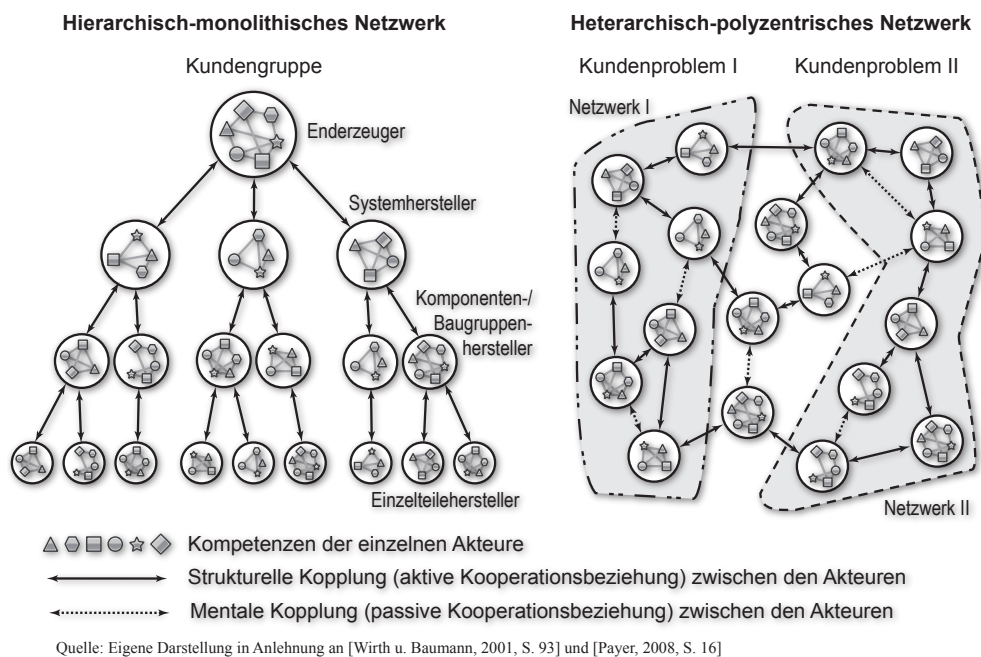 Hierarchisch-monolithisches Netzwerk
Kundengruppe
Enderzeuger
Systemhersteller
Komponenten-/
Baugruppen-
hersteller
Einzelteilehersteller
Heterarchisch-polyzentrisches Netzwerk
Kundenproblem I
Kundenproblem II
Netzwerk I
Netzwerk II
Kompetenzen der einzelnen Akteure
Strukturelle Kopplung (aktive Kooperationsbeziehung) zwischen den Akteuren
Mentale Kopplung (passive Kooperationsbeziehung) zwischen den Akteuren
Quelle: Eigene Darstellung in Anlehnung an [Wirth u. Baumann, 2001, S. 93] und [Payer, 2008, S. 16]